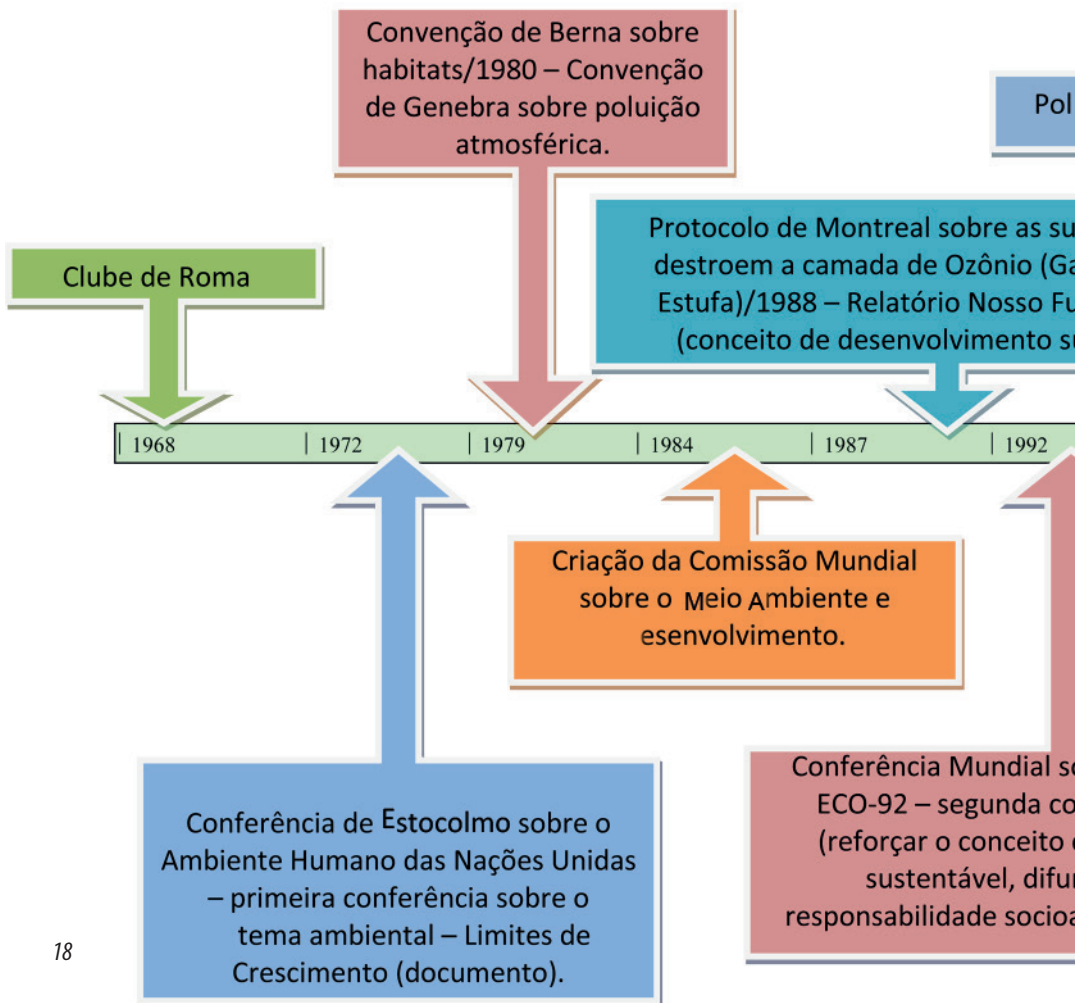 Convenção de Berna sobre
habitats/1980 – Convenção
de Genebra sobre poluição
atmosférica.
Pol
Protocolo de Montreal sobre as su
destroem a camada de Ozônio (Ga
Estufa)/1988 – Relatório Nosso Fu
(conceito de desenvolvimento su
Clube de Roma
1968 1972 1979 1984 1987 1992
Criação da Comissão Mundial
sobre o Meio Ambiente e
esenvolvimento.
Conferência de Estocolmo sobre o
Ambiente Humano das Nações Unidas
– primeira conferência sobre o
tema ambiental – Limites de
Crescimento (documento).
Conferência Mundial so
ECO-92 – segunda co
(reforçar o conceito
sustentável, difu
responsabilidade socioa
18